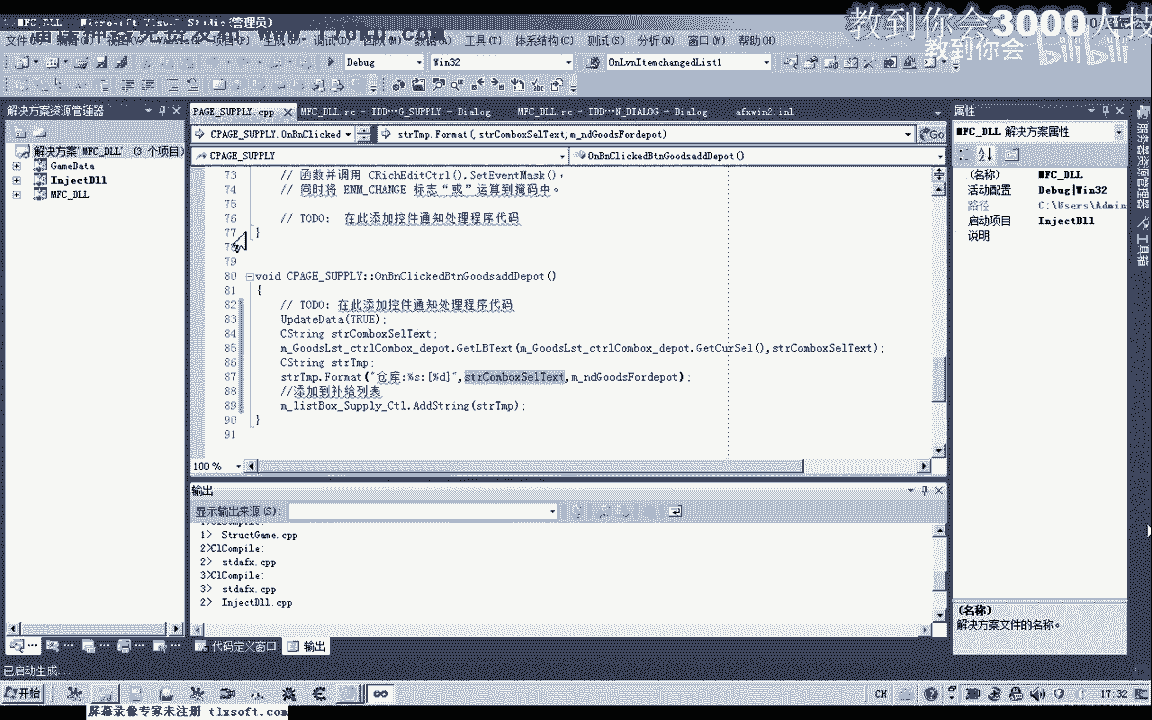 MFC_DLL - Microsoft Visual Studio(管理员)
教到你会3000人技
教到你会 bilibili
工具(T) 体系结构(C) 测试(S) 分析(N) 窗口(W) 帮助(H)
Debug Win32 OnLvnItemchangedList1
解决方案资源管理器
PAGE_SUPPLY.cpp MFC_DLL.rc - IDD···G_SUPPLY - Dialog MFC_DLL.rc - IDD···N_DIALOG - Dialog afxwin2.inl
属性
CPAGE_SUPPLY.OnBnClicked strTmp.Format(,strComboxSelText,m_ndGoodsFordepot) Go
MFC_DLL 解决方案属性
解决方案"MFC_DLL" (3 个项目)
GameData
InjectDll
MFC_DLL
CPAGE_SUPPLY OnBnClickedBtnGoodsaddDepot()
73 // 函数并调用 CRichEditCtrl().SetEventMask(),
74 // 同时将 ENM_CHANGE 标志“或”运算到掩码中。
75
76 // TODO: 在此添加控件通知处理程序代码
77 }
78
79
80 void CPAGE_SUPPLY::OnBnClickedBtnGoodsaddDepot()
81 {
82 // TODO: 在此添加控件通知处理程序代码
83 UpdateData(TRUE);
84 CString strComboxSelText;
85 m_GoodsLst_ctrlCombox_depot.GetLBText(m_GoodsLst_ctrlCombox_depot.GetCurSel(),strComboxSelText);
86 CString strTmp;
87 strTmp.Format("仓库:%s:[%d]",strComboxSelText,m_ndGoodsFordepot);
88 //添加到补给列表
89 m_listBox_Supply_Ctl.AddString(strTmp);
90 }
91
100 %
(名称) MFC_DLL
活动配置 Debug|Win32
路径 C:\Users\Admin
启动项目 InjectDll
说明
服务器资源管理器
工具箱
输出
显示输出来源(S):
1>ClCompile:
1> StructGame.cpp
2>ClCompile:
2> stdafx.cpp
3>ClCompile:
3> stdafx.cpp
2> InjectDll.cpp
(名称)
解决方案文件的名称。
代码定义窗口 输出
已启动生成...
开始
CH
17:32
屏幕录像专家未注册 tlxsoft.com